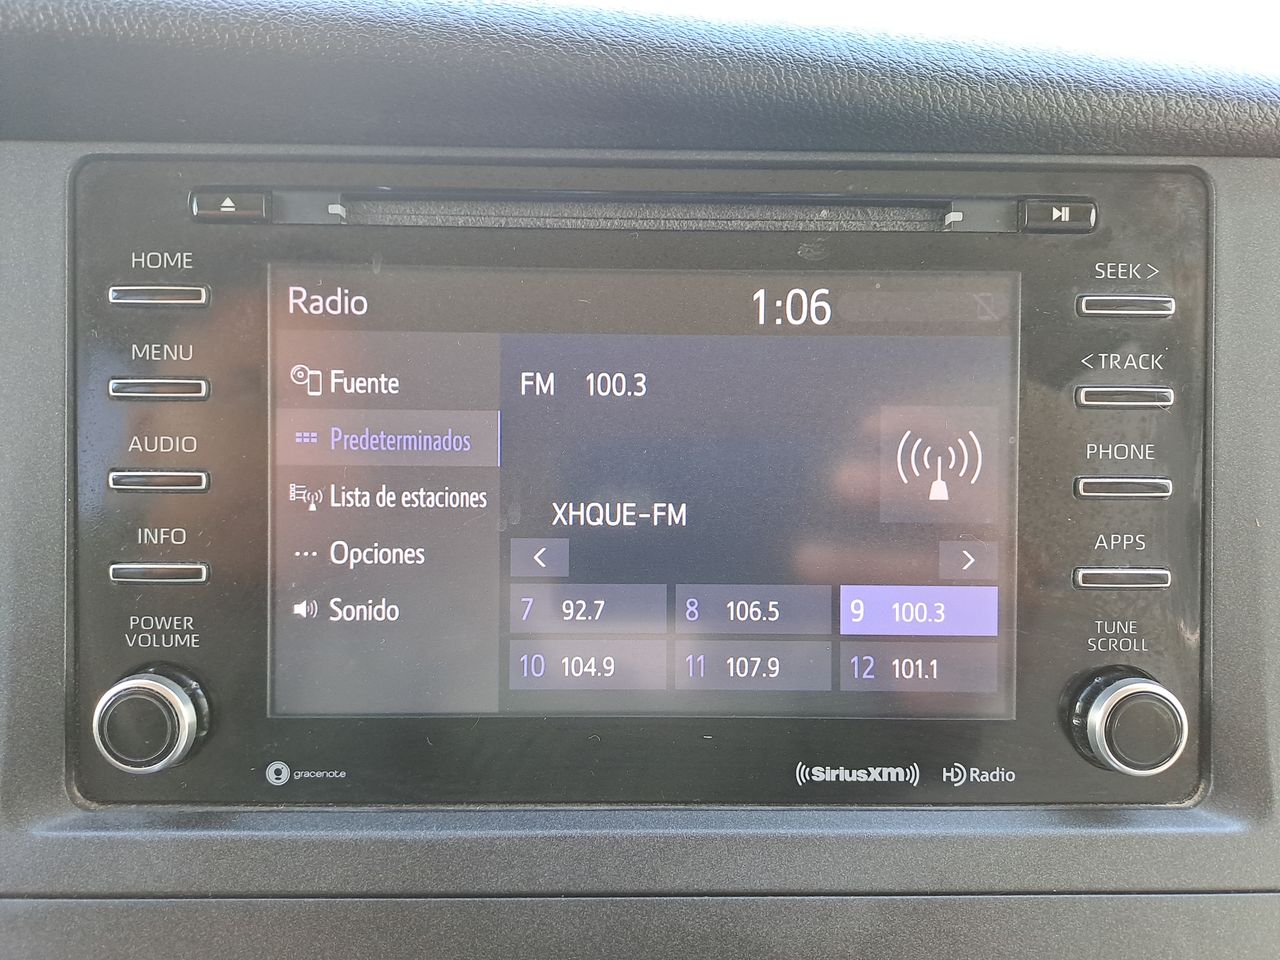 HOME
MENU
AUDIO
INFO
POWER
VOLUME
Radio
1:06
Fuente
Predeterminados
Lista de estaciones
Opciones
Sonido
FM 100.3
XHQUE-FM
< >
7 92.7 8 106.5 9 100.3
10 104.9 11 107.9 12 101.1
SEEK >
< TRACK
PHONE
APPS
TUNE
SCROLL
gracenote
SiriusXM
HD Radio